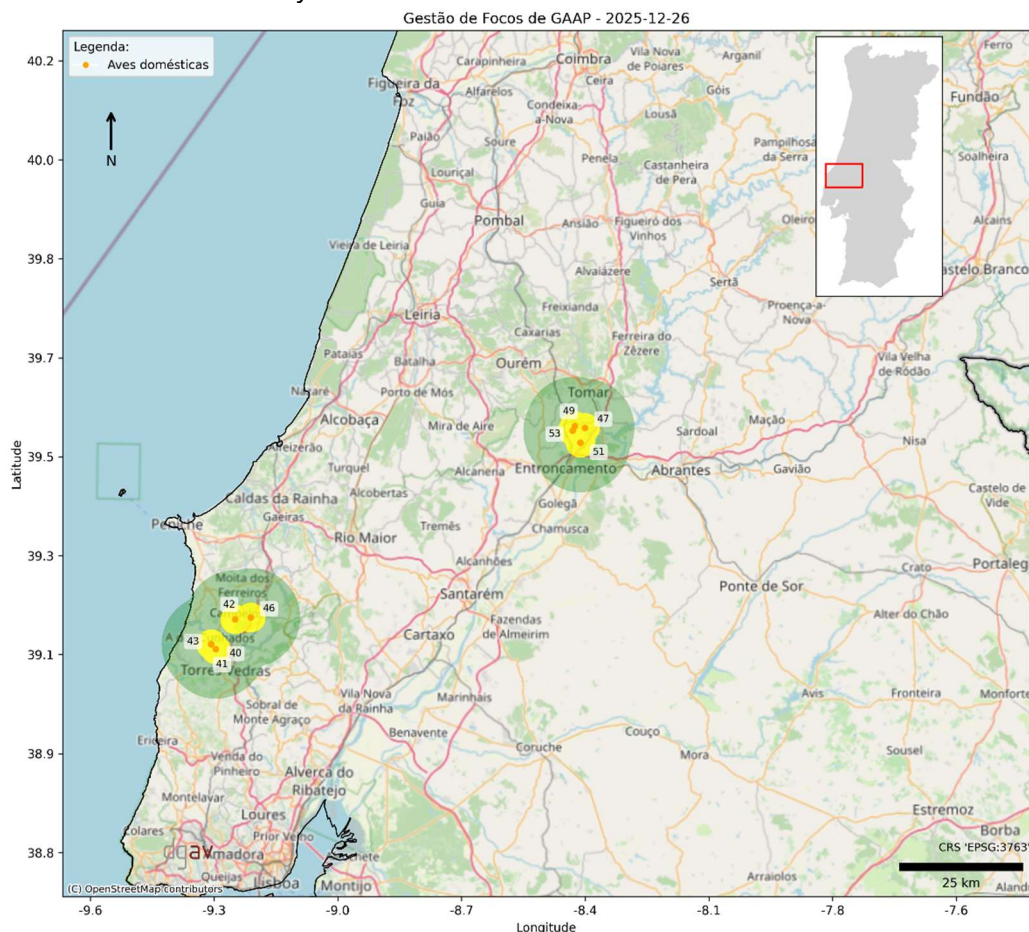 Gestão de Focos de GAAP - 2025-12-26
Legenda:
Aves domésticas
N
40.2
40.0
39.8
39.7
39.5
39.3
39.1
38.9
38.8
Latitude
-9.6
-9.3
-9.0
-8.7
-8.4
-8.1
-7.8
-7.6
Longitude
Carapinheira
Coimbra
Vila Nova
de Poiares
Arganil
Ferro
Figueira da
Foz
Alfarelos
Ceira
Góis
Fundão
Condeixa-
a-Nova
Lousã
Paião
Soure
Penela
Pampilhosa
da Serra
Soalheira
Louriçal
Castanheira
de Pera
Guia
Pombal
Ansião
Figueiró dos
Vinhos
Oleiro
Alcains
Vieira de Leiria
Alvaiázere
Sertã
Castelo Branco
Leiria
Freixianda
Proença-a-
Nova
Caxarias
Ferreira do
Zêzere
Pataias
Batalha
Ourém
Vila Velha
de Ródão
Nazaré
Porto de Mós
Tomar
Alcobaça
Mira de Aire
49
47
53
51
Sardoal
Mação
Nisa
Alfeizerão
Turquel
Alcanena
Entroncamento
Abrantes
Gavião
Caldas da Rainha
Alcobertas
Golegã
Castelo de
Vide
Peniche
Gaeiras
Rio Maior
Tremês
Chamusca
Alcanhões
Crato
Portaleg
Moita dos
Ferreiros
Santarém
Ponte de Sor
42
46
Cartaxo
Fazendas
de Almeirim
Alter do Chão
43
40
41
Torres Vedras
Vila Nova
da Rainha
Marinhais
Avis
Fronteira
Monforte
Sobral de
Monte Agraço
Benavente
Couço
Ericeira
Coruche
Mora
Sousel
Venda do
Pinheiro
Alverca do
Ribatejo
Montelavar
Loures
Estremoz
Colares
Prior Velho
Borba
dgav
Amadora
CRS 'EPSG:3763'
Queijas
Lisboa
Montijo
Arraiolos
25 km
(C) OpenStreetMap contributors